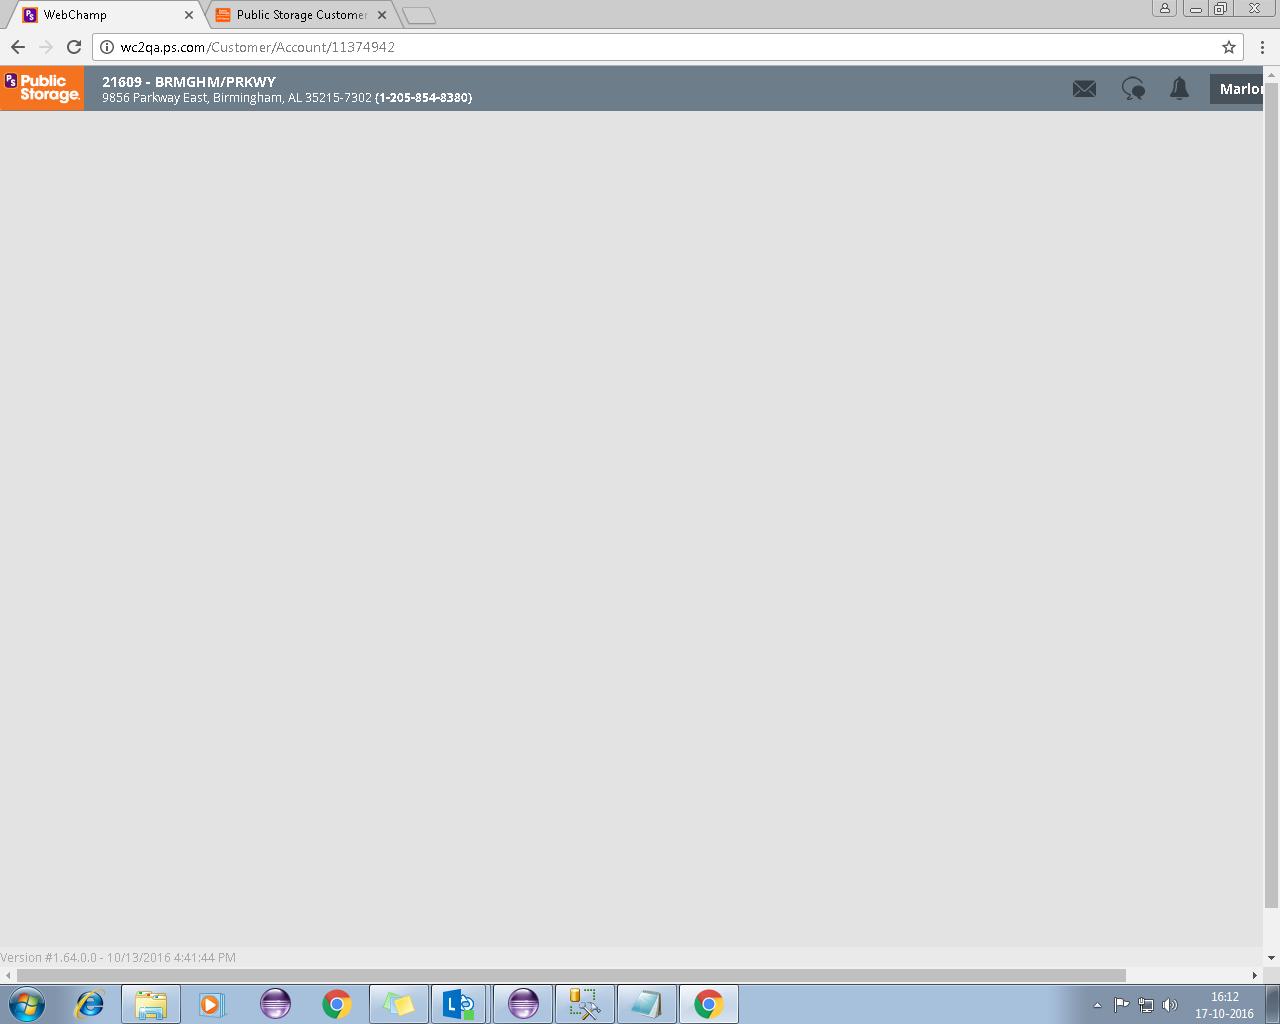 WebChamp
Public Storage Customer
wc2qa.ps.com/Customer/Account/11374942
PS Public Storage.
21609 - BRMGHM/PRKWY
9856 Parkway East, Birmingham, AL 35215-7302 (1-205-854-8380)
Marlo
Version #1.64.0.0 - 10/13/2016 4:41:44 PM
16:12
17-10-2016